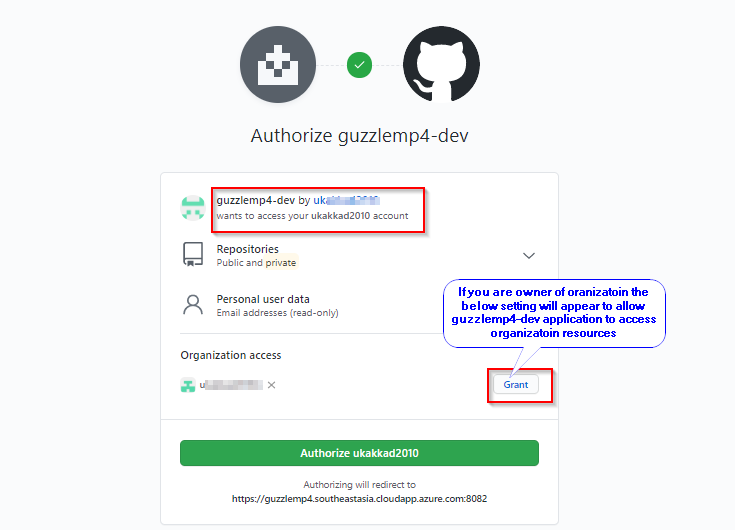 Authorize guzzlemp4-dev
guzzlemp4-dev by
wants to access your ukakkad2010 account
Repositories
Public and private
If you are owner of oranizatoin the
below setting will appear to allow
guzzlemp4-dev application to access
organizatoin resources
Personal user data
Email addresses (read-only)
Organization access
Grant
Authorize ukakkad2010
Authorizing will redirect to
https://guzzlemp4.southeastasia.cloudapp.azure.com:8082